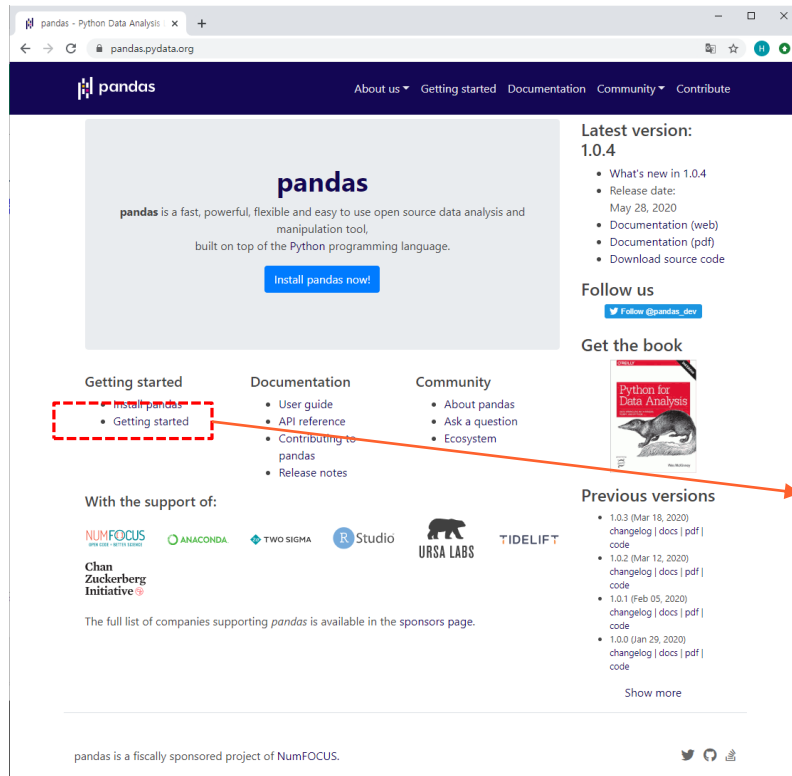 pandas - Python Data Analysis
pandas.pydata.org
H
pandas
About us Getting started Documentation Community Contribute
pandas
pandas is a fast, powerful, flexible and easy to use open source data analysis and
manipulation tool,
built on top of the Python programming language.
Install pandas now!
Getting started
Install pandas
Getting started
Documentation
User guide
API reference
Contributing to
pandas
Release notes
Community
About pandas
Ask a question
Ecosystem
With the support of:
NUMFOCUS
OPEN CODE = BETTER SCIENCE
ANACONDA
TWO SIGMA
R Studio
URSA LABS
TIDELIFT
Chan
Zuckerberg
Initiative
The full list of companies supporting pandas is available in the sponsors page.
Latest version:
1.0.4
What's new in 1.0.4
Release date:
May 28, 2020
Documentation (web)
Documentation (pdf)
Download source code
Follow us
Follow @pandas_dev
Get the book
O'REILLY
Python for
Data Analysis
Wes McKinney
Previous versions
1.0.3 (Mar 18, 2020)
changelog | docs | pdf |
code
1.0.2 (Mar 12, 2020)
changelog | docs | pdf |
code
1.0.1 (Feb 05, 2020)
changelog | docs | pdf |
code
1.0.0 (Jan 29, 2020)
changelog | docs | pdf |
code
Show more
pandas is a fiscally sponsored project of NumFOCUS.